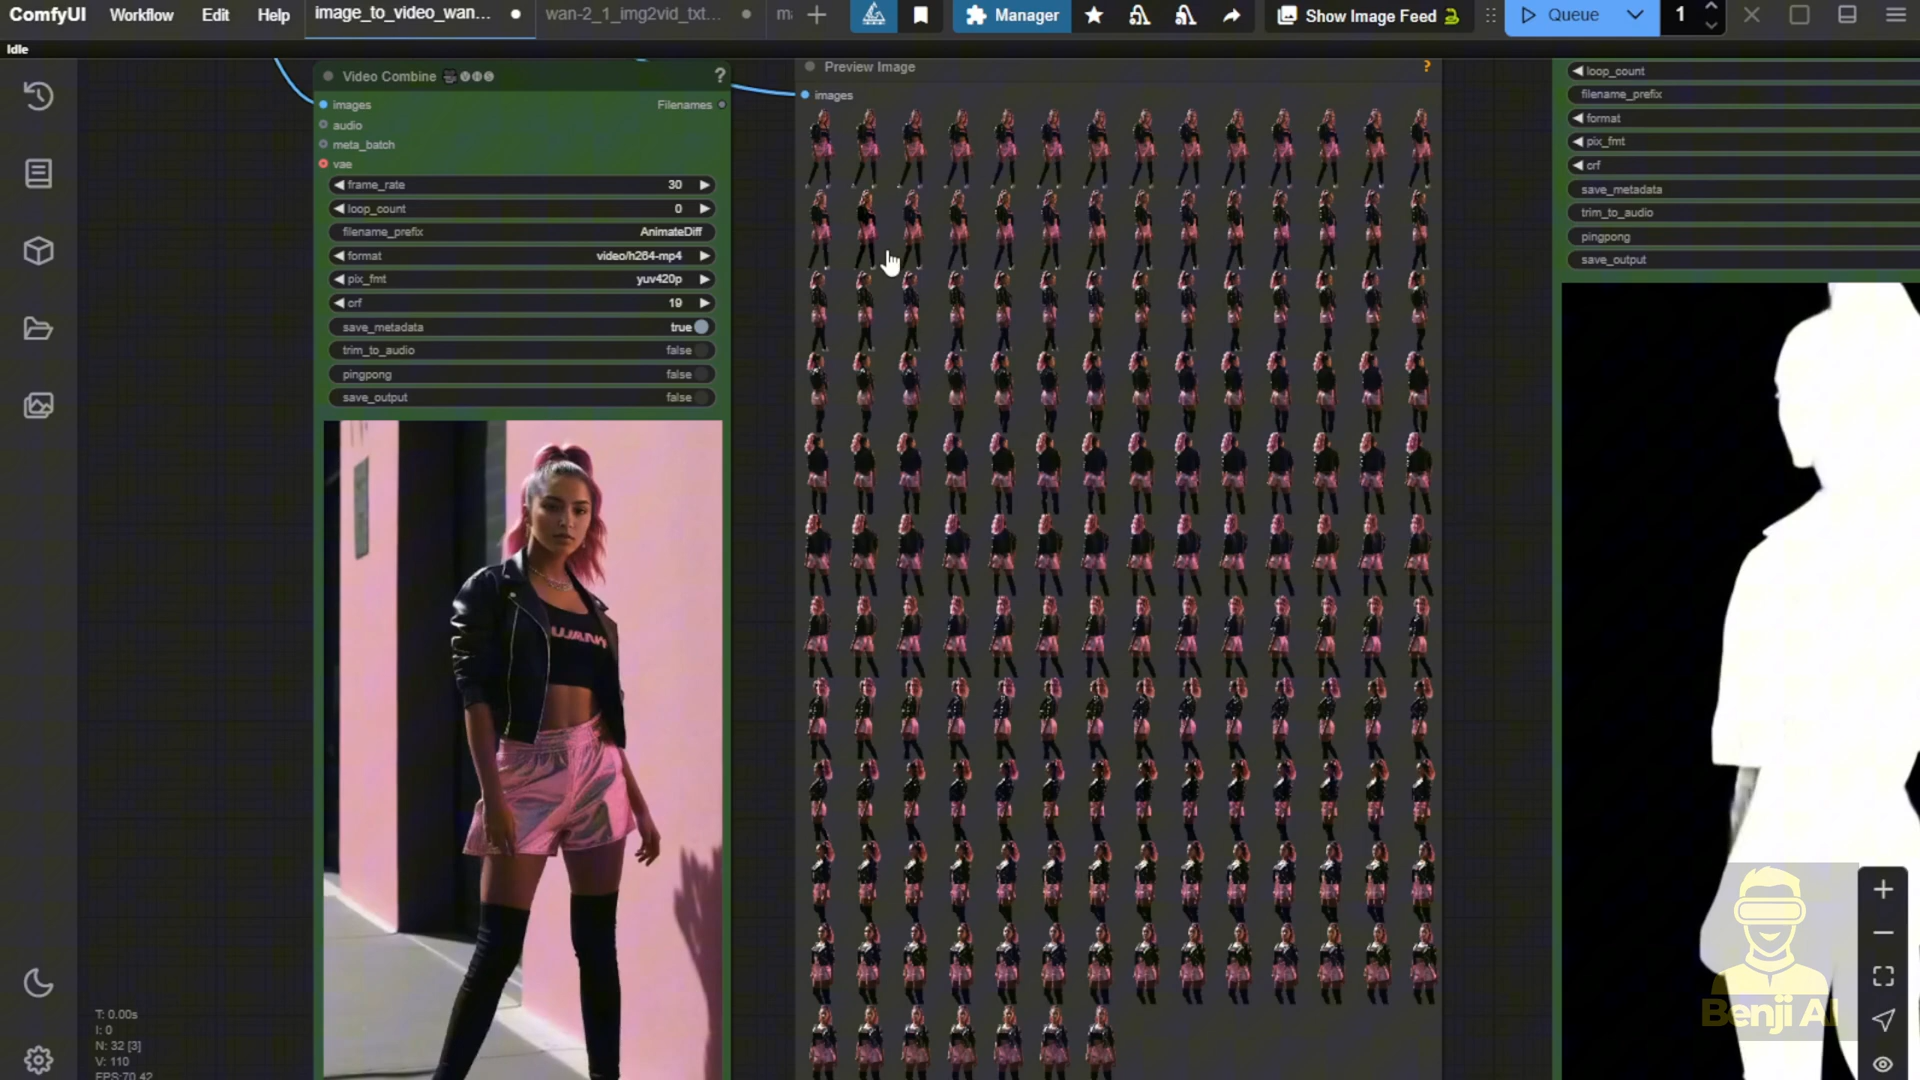 ComfyUI Workflow Edit Help image_to_video_wan... wan-2_1_img2vid_txt... Manager Show Image Feed Queue 1
Idle
Video Combine ?
images Filenames
audio
meta_batch
vae
frame_rate 30
loop_count 0
filename_prefix AnimateDiff
format video/h264-mp4
pix_fmt yuv420p
crf 19
save_metadata true
trim_to_audio false
pingpong false
save_output false
Preview Image ?
images
loop_count
filename_prefix
format
pix_fmt
crf
save_metadata
trim_to_audio
pingpong
save_output
T: 0.00s
I: 0
N: 32 [3]
V: 110
FPS:70.42
Benji AI